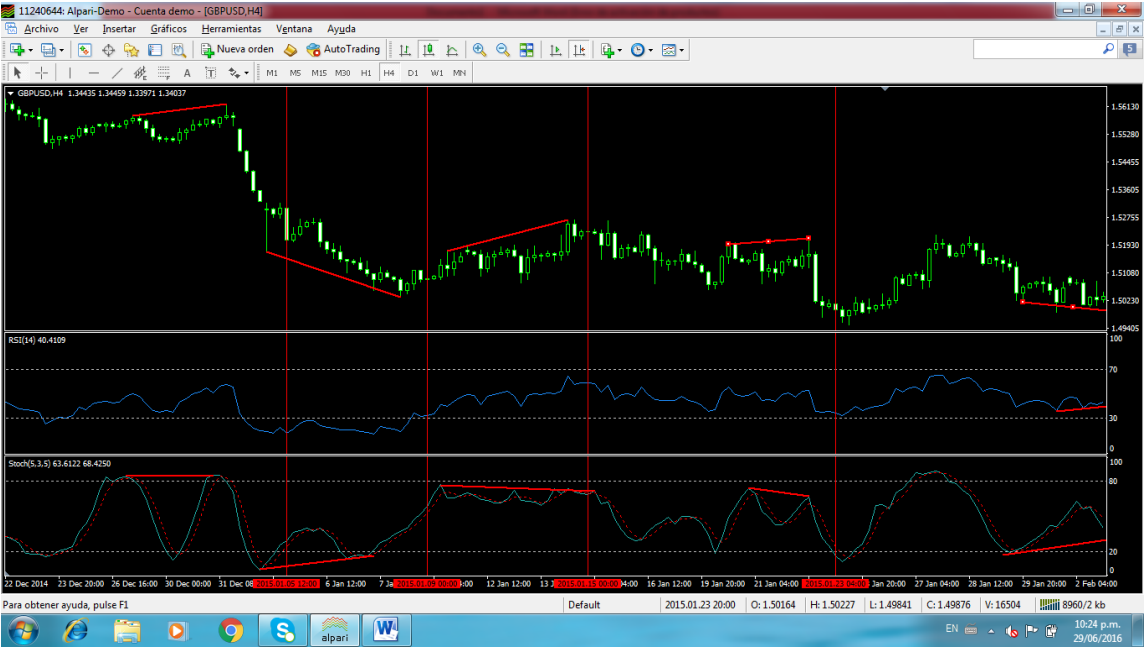 11240644: Alpari-Demo - Cuenta demo - [GBPUSD,H4]
Archivo Ver Insertar Gráficos Herramientas Ventana Ayuda
Nueva orden AutoTrading 5
A T M1 M5 M15 M30 H1 H4 D1 W1 MN
GBPUSD,H4 1.34435 1.34459 1.33971 1.34037
1.56130
1.55280
1.54455
1.53605
1.52755
1.51930
1.51080
1.50230
1.49405
RSI(14) 40.4109
100
70
30
0
Stoch(5,3,5) 63.6122 68.4250
100
80
20
0
22 Dec 2014 23 Dec 20:00 26 Dec 16:00 30 Dec 00:00 31 Dec 08 2015.01.05 12:00 6 Jan 12:00 7 Ja 2015.01.09 00:00 :00 12 Jan 12:00 13 J 2015.01.15 00:00 04:00 16 Jan 12:00 19 Jan 20:00 21 Jan 04:00 2015.01.23 04:00 Jan 20:00 27 Jan 04:00 28 Jan 12:00 29 Jan 20:00 2 Feb 04:00
Para obtener ayuda, pulse F1 Default 2015.01.23 20:00 O: 1.50164 H: 1.50227 L: 1.49841 C: 1.49876 V: 16504 8960/2 kb
alpari EN 10:24 p.m.
29/06/2016